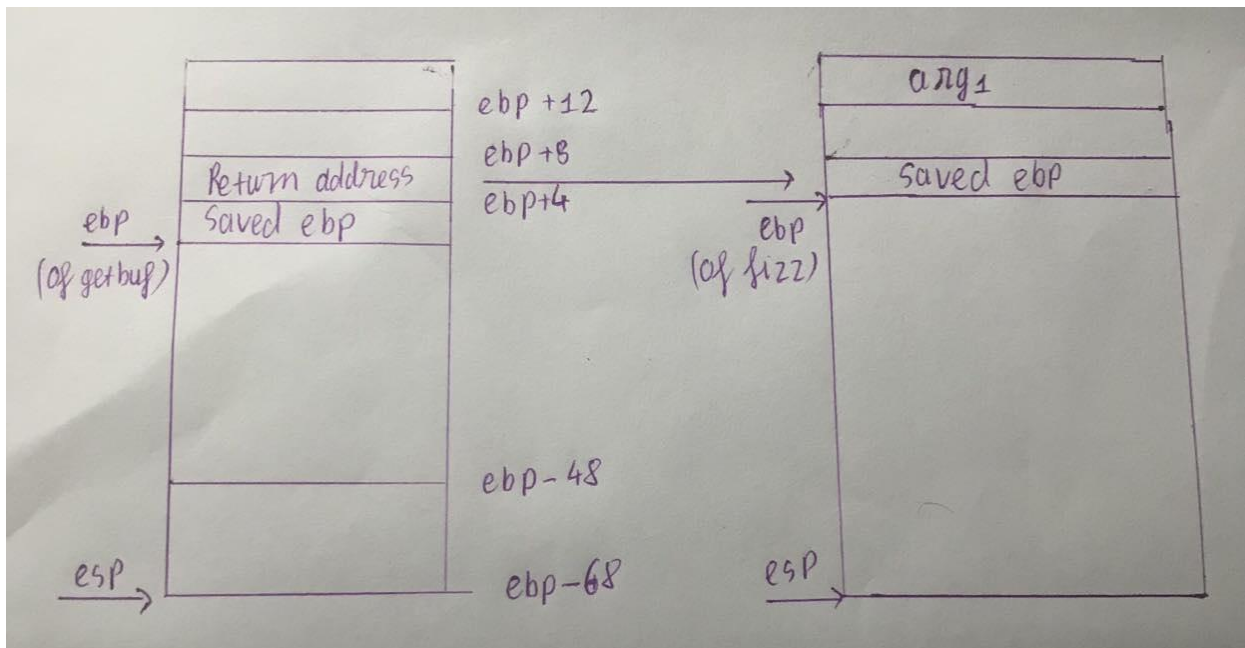 arg1
ebp +12
ebp +8
Return address
saved ebp
ebp+4
Saved ebp
ebp
(of getbuf)
ebp
(of fizz)
ebp - 48
esp
ebp-68
esp